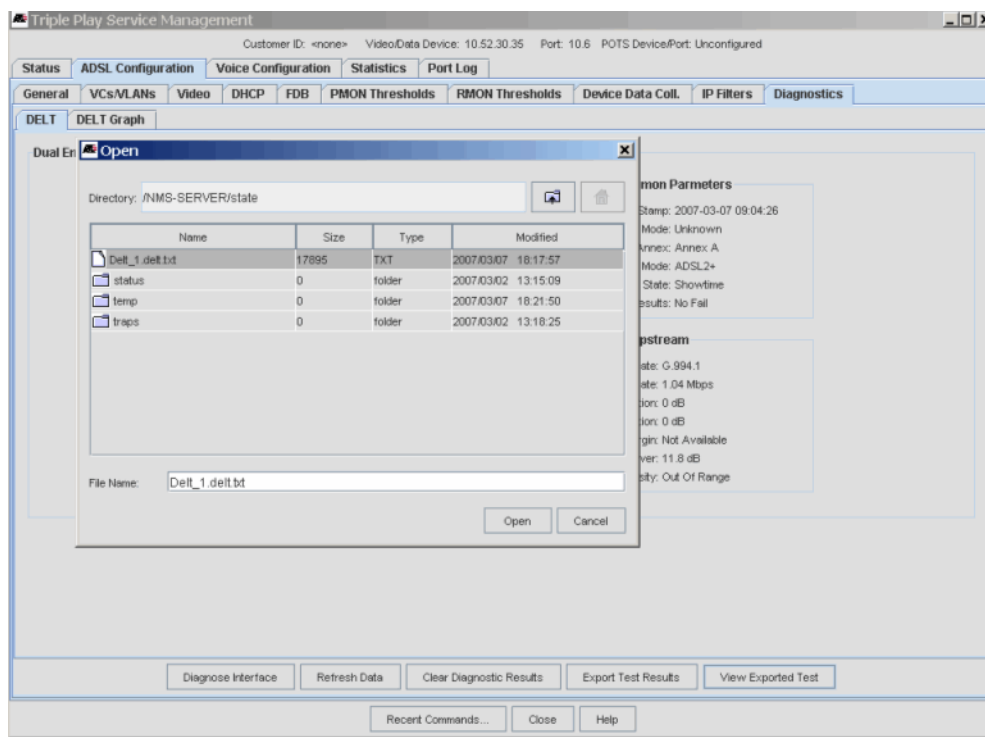 Triple Play Service Management
Customer ID: <none> Video/Data Device: 10.52.30.35 Port: 10.6 POTS Device/Port: Unconfigured
Status ADSL Configuration Voice Configuration Statistics Port Log
General VCs/VLANs Video DHCP FDB PMON Thresholds RMON Thresholds Device Data Coll. IP Filters Diagnostics
DELT DELT Graph
Dual En
Open
Directory: /NMS-SERVER/state
Name Size Type Modified
Delt_1.delt.txt 17895 TXT 2007/03/07 18:17:57
status 0 folder 2007/03/02 13:15:09
temp 0 folder 2007/03/07 18:21:50
traps 0 folder 2007/03/02 13:18:25
File Name: Delt_1.delt.txt
Open Cancel
mon Parmeters
Stamp: 2007-03-07 09:04:26
Mode: Unknown
Annex: Annex A
Mode: ADSL2+
State: Showtime
esults: No Fail
pstream
ate: G.994.1
ate: 1.04 Mbps
tion: 0 dB
tion: 0 dB
rgin: Not Available
wer: 11.8 dB
sity: Out Of Range
Diagnose Interface Refresh Data Clear Diagnostic Results Export Test Results View Exported Test
Recent Commands... Close Help